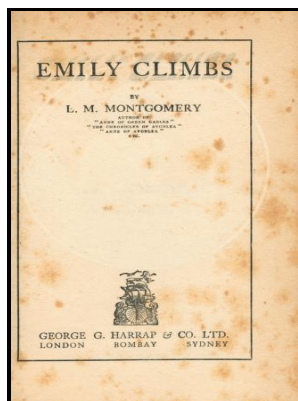 EMILY CLIMBS
BY
L. M. MONTGOMERY
AUTHOR OF
"ANNE OF GREEN GABLES"
"THE CHRONICLES OF AVONLEA"
"ANNE OF AVONLEA"
ETC.
GEORGE G. HARRAP & CO. LTD.
LONDON BOMBAY SYDNEY